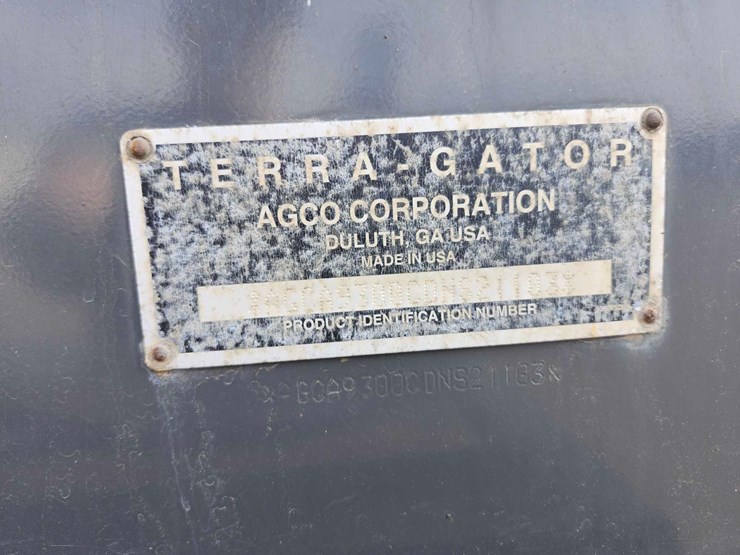 TERRA-GATOR
AGCO CORPORATION
DULUTH, GA USA
MADE IN USA
PRODUCT IDENTIFICATION NUMBER